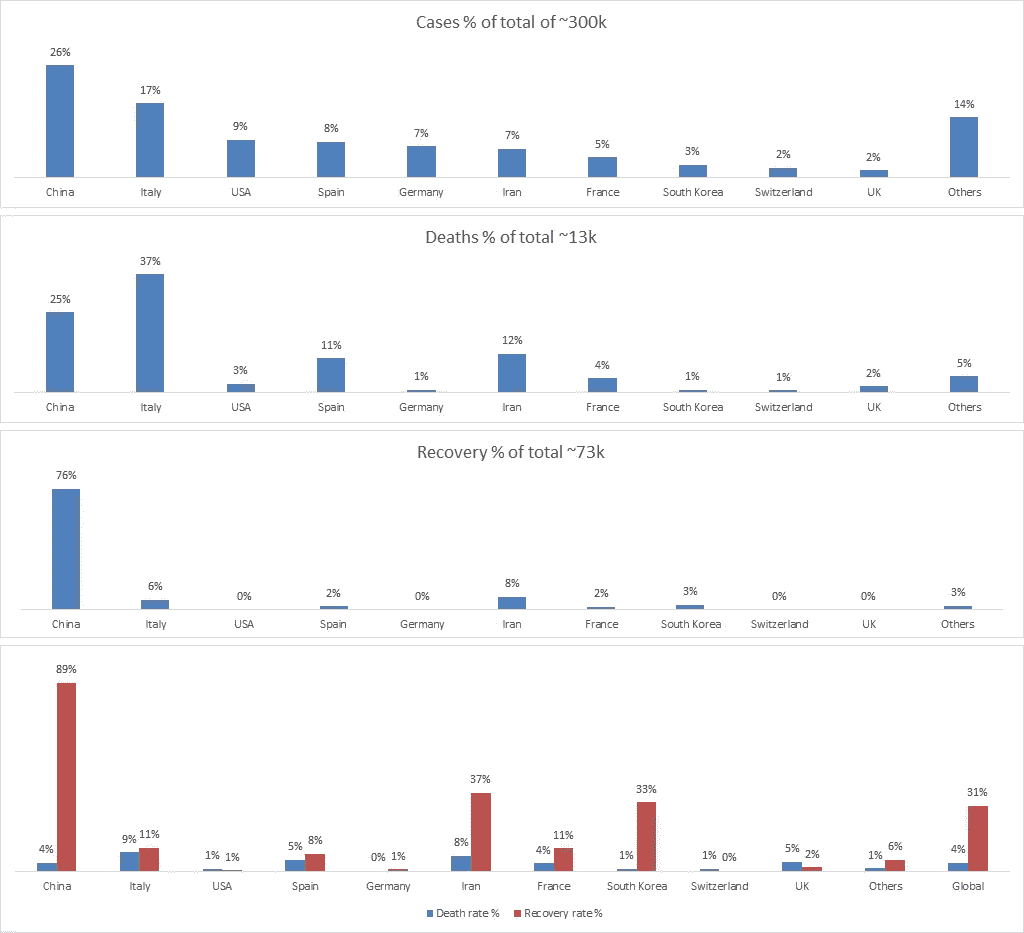 Cases % of total of ~300k
26% 17% 9% 8% 7% 7% 5% 3% 2% 2% 14%
China Italy USA Spain Germany Iran France South Korea Switzerland UK Others
Deaths % of total ~13k
25% 37% 3% 11% 1% 12% 4% 1% 1% 2% 5%
China Italy USA Spain Germany Iran France South Korea Switzerland UK Others
Recovery % of total ~73k
76% 6% 0% 2% 0% 8% 2% 3% 0% 0% 3%
China Italy USA Spain Germany Iran France South Korea Switzerland UK Others
4% 89% 9% 11% 1% 1% 5% 8% 0% 1% 8% 37% 4% 11% 1% 33% 1% 0% 5% 2% 1% 6% 4% 31%
China Italy USA Spain Germany Iran France South Korea Switzerland UK Others Global
Death rate % Recovery rate %